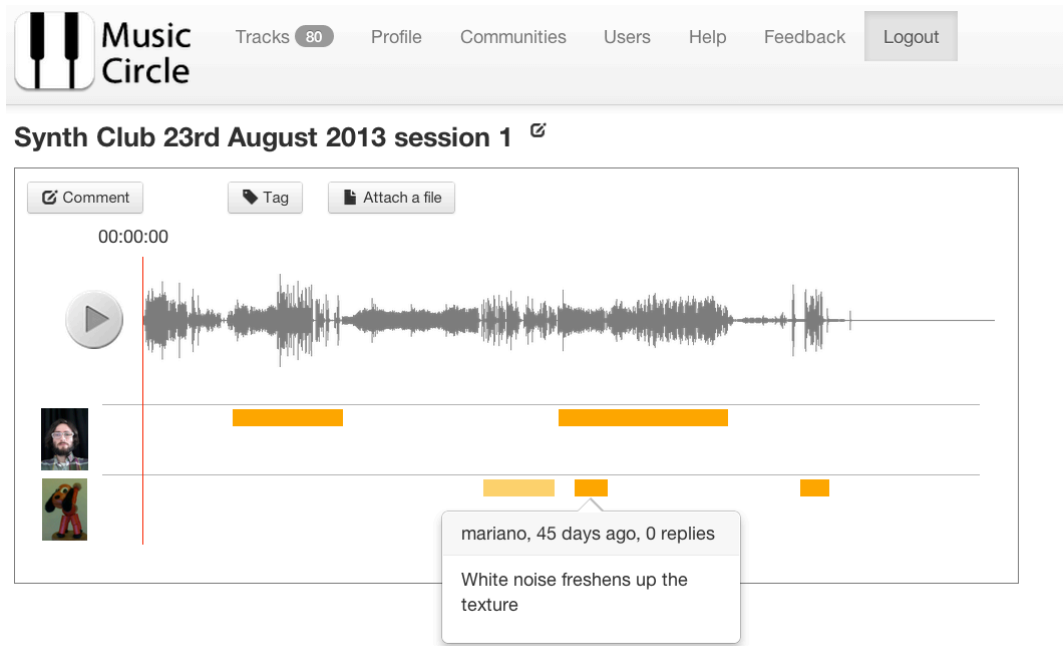 Music
Circle
Tracks 80 Profile Communities Users Help Feedback Logout
Synth Club 23rd August 2013 session 1
Comment Tag Attach a file
00:00:00
mariano, 45 days ago, 0 replies
White noise freshens up the
texture